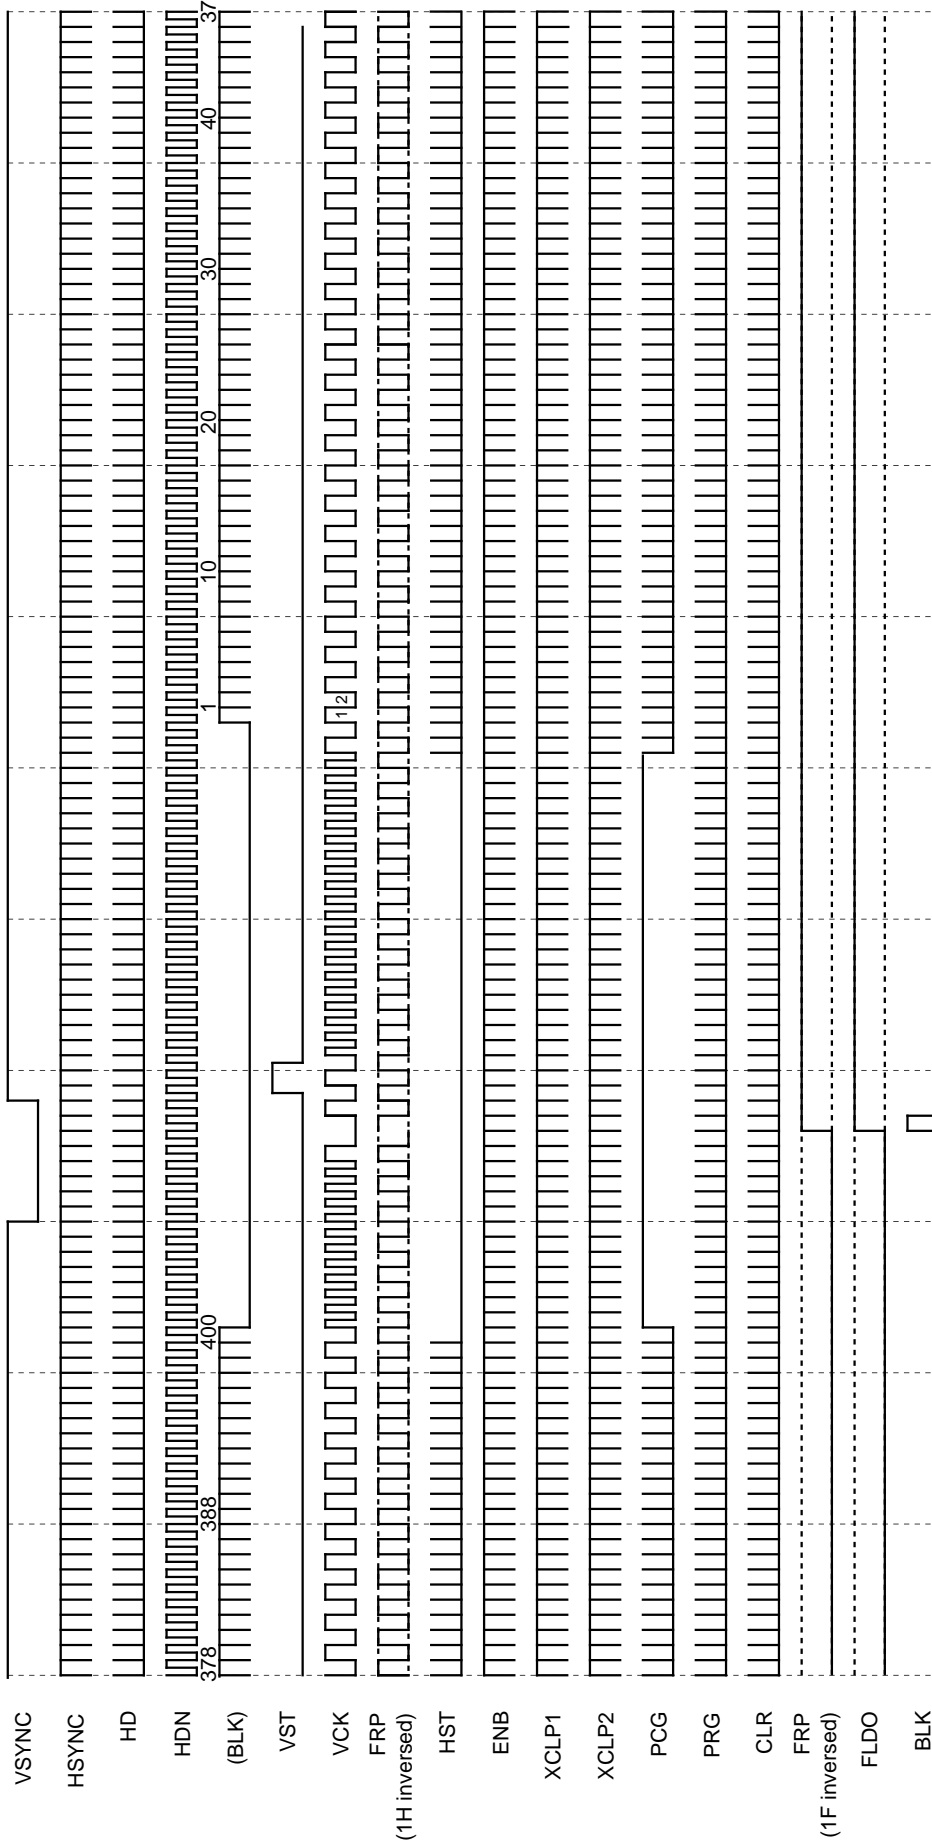 VSYNC
HSYNC
HD
HDN
378 388 400 1 10 20 30 40 37
(BLK)
VST
VCK
1 2
FRP
(1H inversed)
HST
ENB
XCLP1
XCLP2
PCG
PRG
CLR
FRP
(1F inversed)
FLDO
BLK